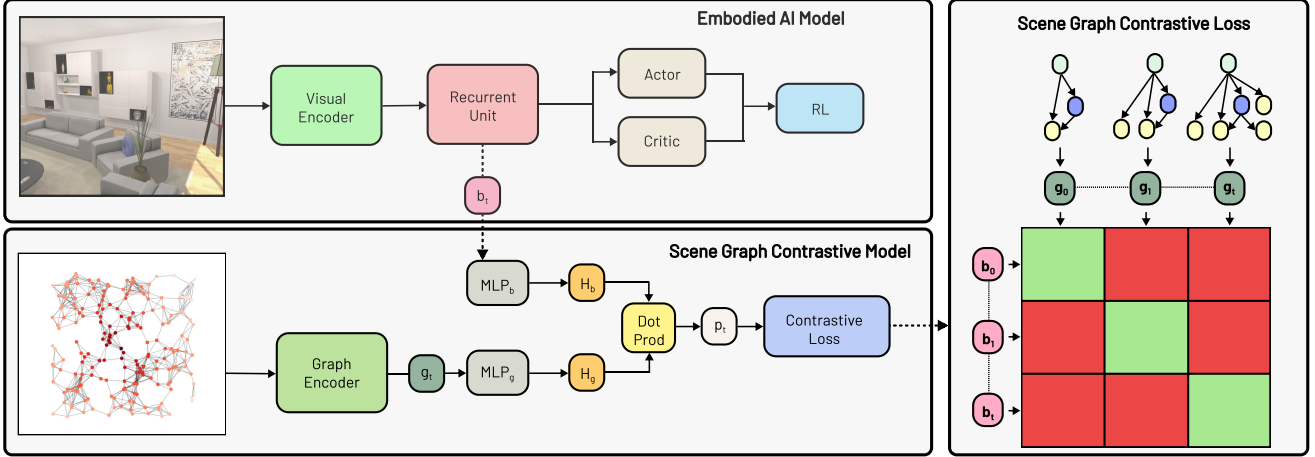 Embodied AI Model
Visual
Encoder
Recurrent
Unit
Actor
Critic
RL
bt
Scene Graph Contrastive Model
MLPb
Hb
Dot
Prod
pt
Contrastive
Loss
Graph
Encoder
gt
MLPg
Hg
Scene Graph Contrastive Loss
g0
g1
gt
b0
b1
bt